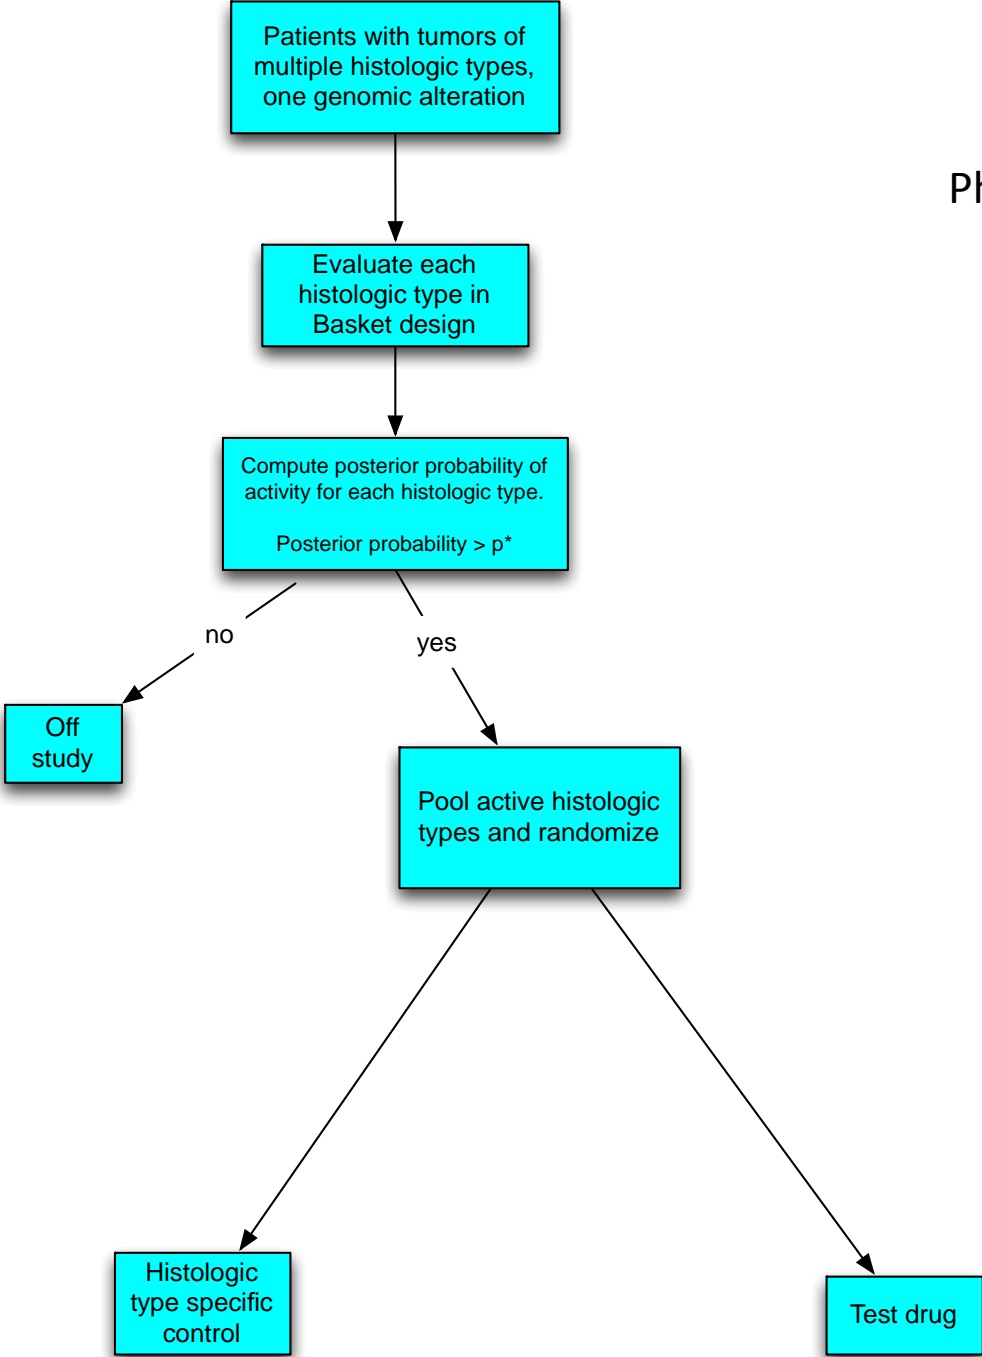 Patients with tumors of
multiple histologic types,
one genomic alteration
Ph
Evaluate each
histologic type in
Basket design
Compute posterior probability of
activity for each histologic type.
Posterior probability > p*
no
yes
Off
study
Pool active histologic
types and randomize
Histologic
type specific
control
Test drug